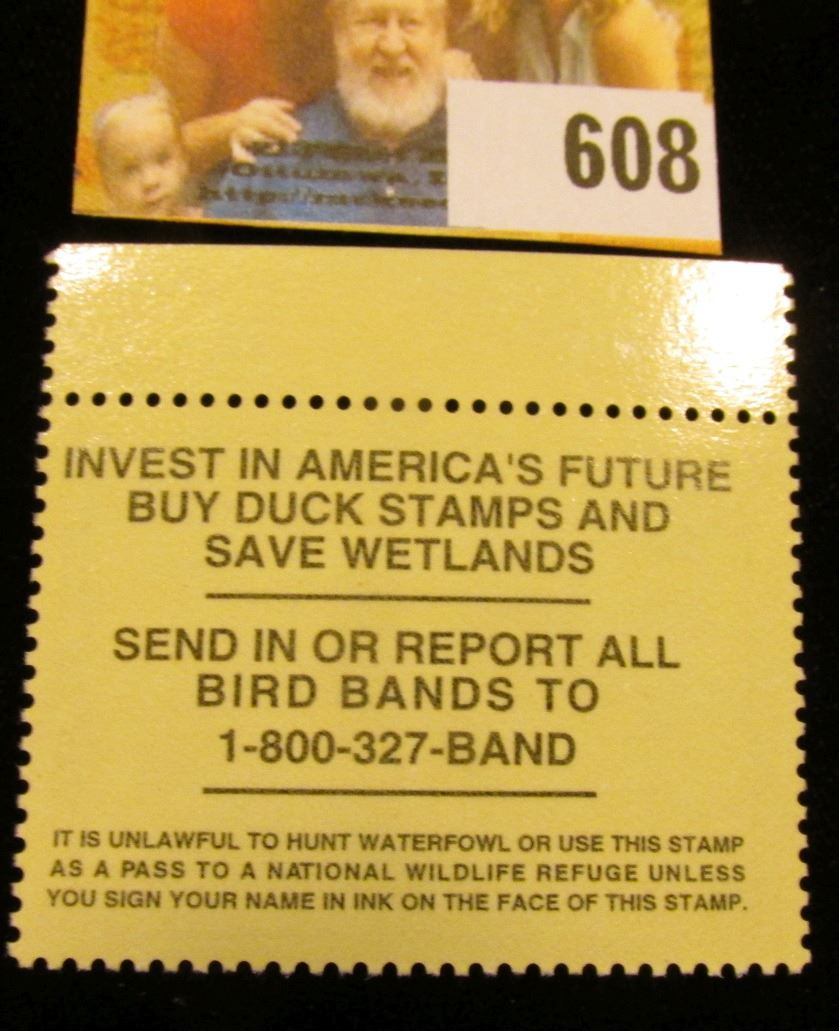 608
Ottumwa,
http://
INVEST IN AMERICA'S FUTURE
BUY DUCK STAMPS AND
SAVE WETLANDS
SEND IN OR REPORT ALL
BIRD BANDS TO
1-800-327-BAND
IT IS UNLAWFUL TO HUNT WATERFOWL OR USE THIS STAMP
AS A PASS TO A NATIONAL WILDLIFE REFUGE UNLESS
YOU SIGN YOUR NAME IN INK ON THE FACE OF THIS STAMP.